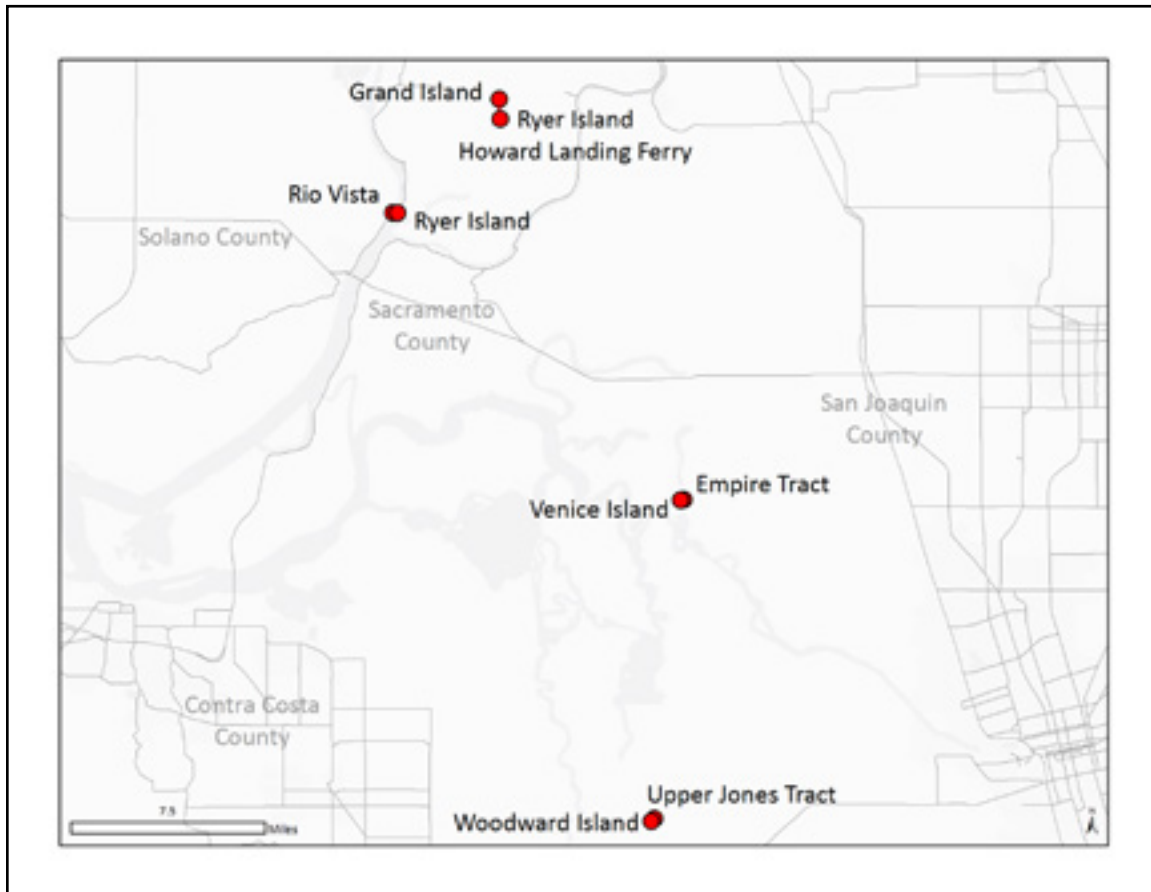 Grand Island
Ryer Island
Howard Landing Ferry
Rio Vista
Ryer Island
Solano County
Sacramento
County
San Joaquin
County
Empire Tract
Venice Island
Contra Costa
County
Upper Jones Tract
Woodward Island
7.5
Miles
N